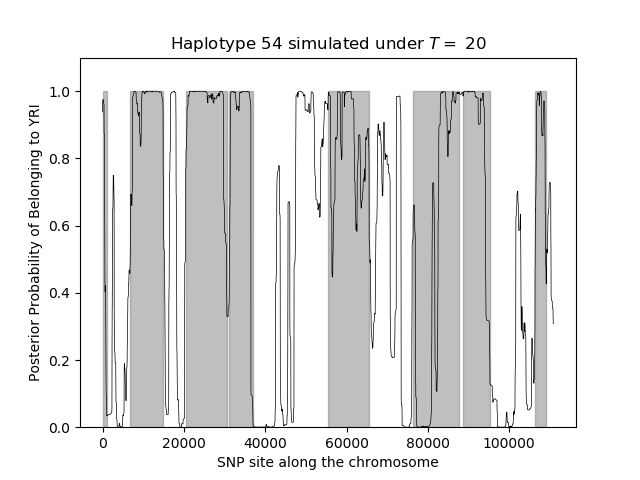 Haplotype 54 simulated under T = 20
Posterior Probability of Belonging to YRI
1.0
0.8
0.6
0.4
0.2
0.0
0 20000 40000 60000 80000 100000
SNP site along the chromosome